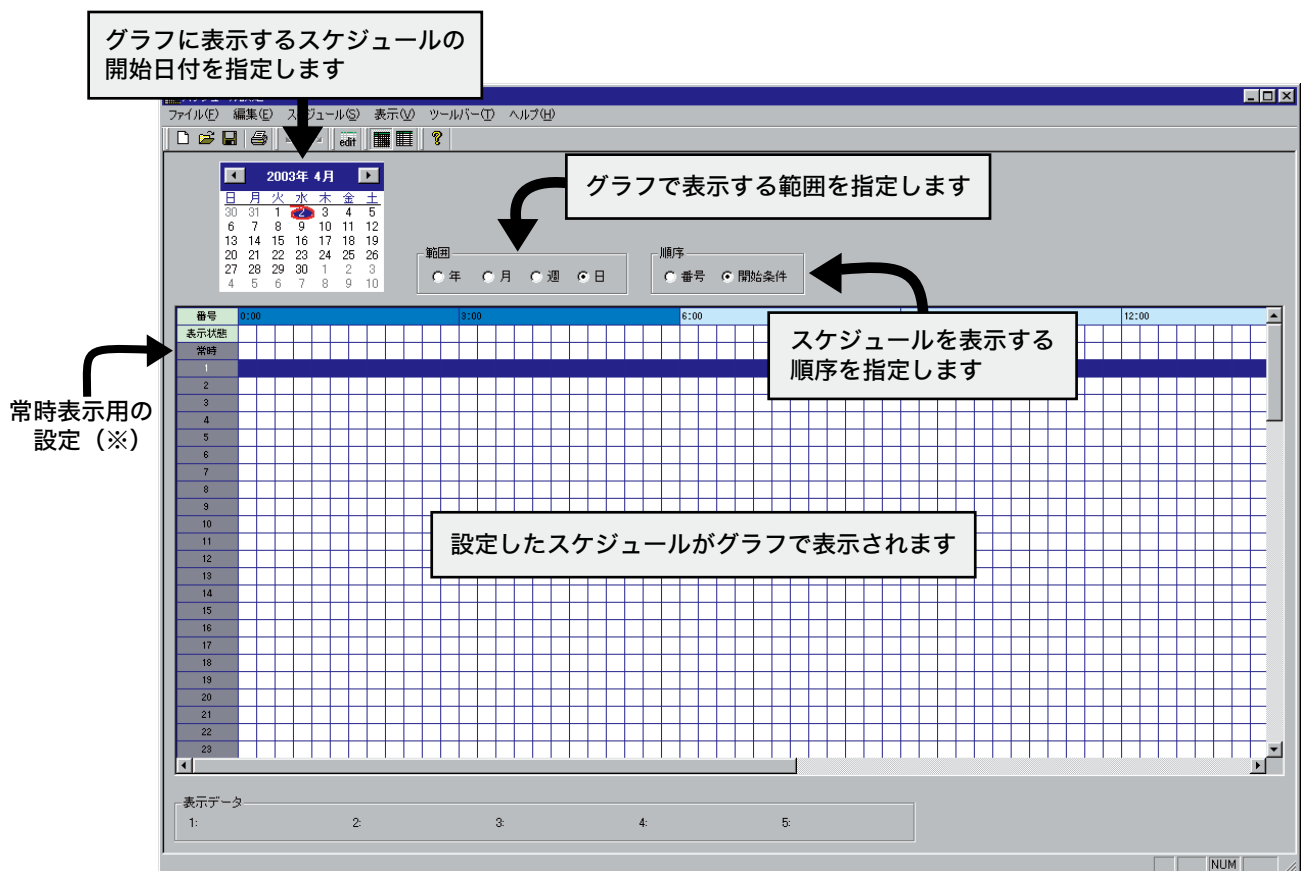 グラフに表示するスケジュールの
開始日付を指定します
ファイル(F) 編集(E) スケジュール(S) 表示(V) ツールバー(T) ヘルプ(H)
edit
2003年 4月
日 月 火 水 木 金 土
30 31 1 2 3 4 5
6 7 8 9 10 11 12
13 14 15 16 17 18 19
20 21 22 23 24 25 26
27 28 29 30 1 2 3
4 5 6 7 8 9 10
グラフで表示する範囲を指定します
範囲
年 月 週 日
順序
番号 開始条件
番号 0:00 3:00 6:00 12:00
表示状態
常時
スケジュールを表示する
順序を指定します
常時表示用の
設定（※）
1
2
3
4
5
6
7
8
9
10
11
12
13
14
15
16
17
18
19
20
21
22
23
設定したスケジュールがグラフで表示されます
表示データ
1: 2: 3: 4: 5:
NUM